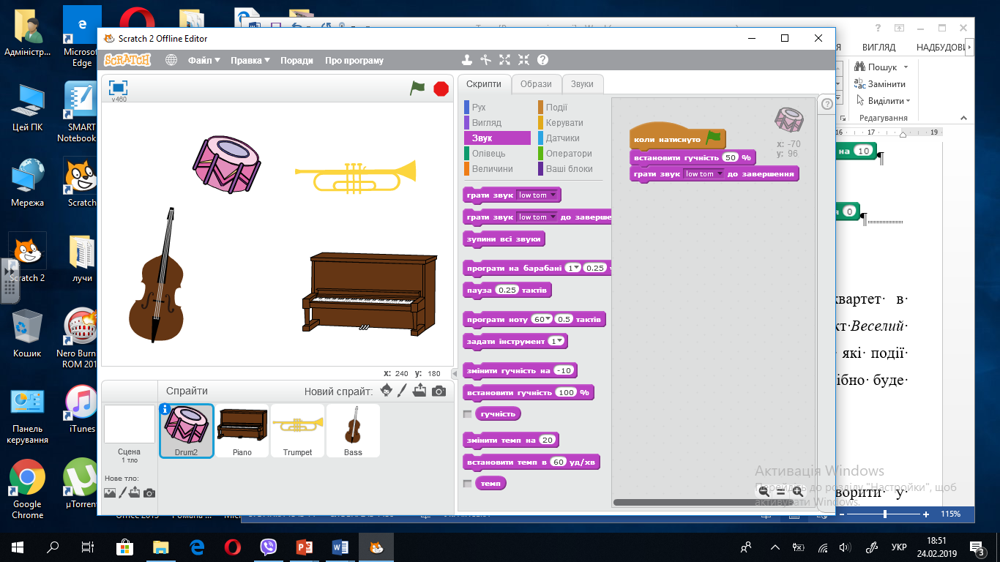 Адміністр...
Microsoft Edge
Цей ПК
SMART Notebook
Мережа
Scratch
Scratch 2
лучи
Кошик
Nero Burn ROM 201
Панель керування
iTunes
Google Chrome
µTorrent
Scratch 2 Offline Editor
SCRATCH
Файл
Правка
Поради
Про програму
v460
Скрипти
Образи
Звуки
Рух
Події
Вигляд
Керувати
Звук
Датчики
Олівець
Оператори
Величини
Ваші блоки
грати звук low tom
грати звук low tom до заверше
зупини всі звуки
програти на барабані 1 0.25
пауза 0.25 тактів
програти ноту 60 0.5 тактів
задати інструмент 1
змінити гучність на -10
встановити гучність 100 %
гучність
змінити темп на 20
встановити темп в 60 уд/хв
темп
коли натиснуто
встановити гучність 50 %
грати звук low tom до завершення
x: -70
y: 96
x: 240 y: 180
Спрайти
Новий спрайт:
Сцена
1 тло
Нове тло:
Drum2
Piano
Trumpet
Bass
ВИГЛЯД
НАДБУДОВИ
Пошук
Замінити
Виділити
Редагування
16
17
19
на 10 ¶
0 ¶
квартет в
кт Веселий
які події
ібно буде
ворити у
Активація Windows
Перейдіть до розділу "Настройки", щоб
активувати Windows.
115%
УКР
18:51
24.02.2019
3